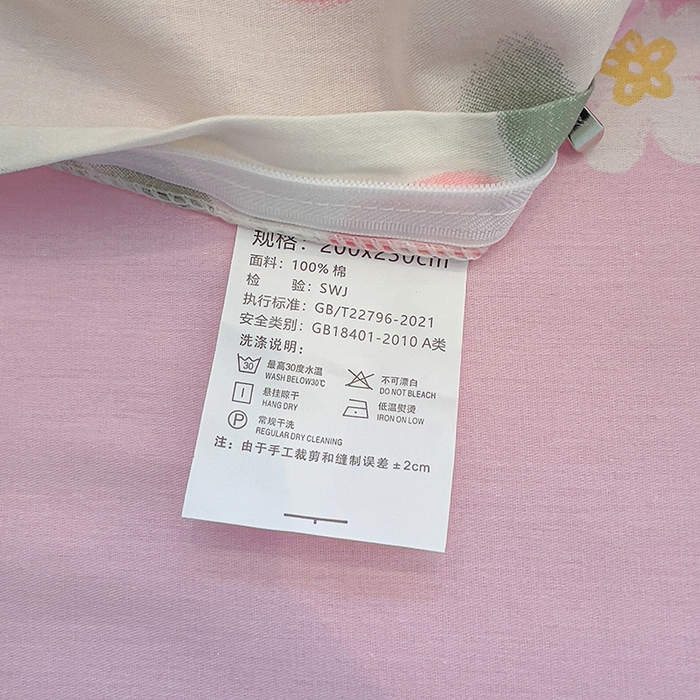 规格：200x230cm
面料：100% 棉
检 验：SWJ
执行标准：GB/T22796-2021
安全类别：GB18401-2010 A类
洗涤说明：
30 最高30度水温 不可漂白
WASH BELOW30℃ DO NOT BLEACH
悬挂晾干 低温熨烫
HAND DRY IRON ON LOW
P 常规干洗
REGULAR DRY CLEANING
注：由于手工裁剪和缝制误差±2cm